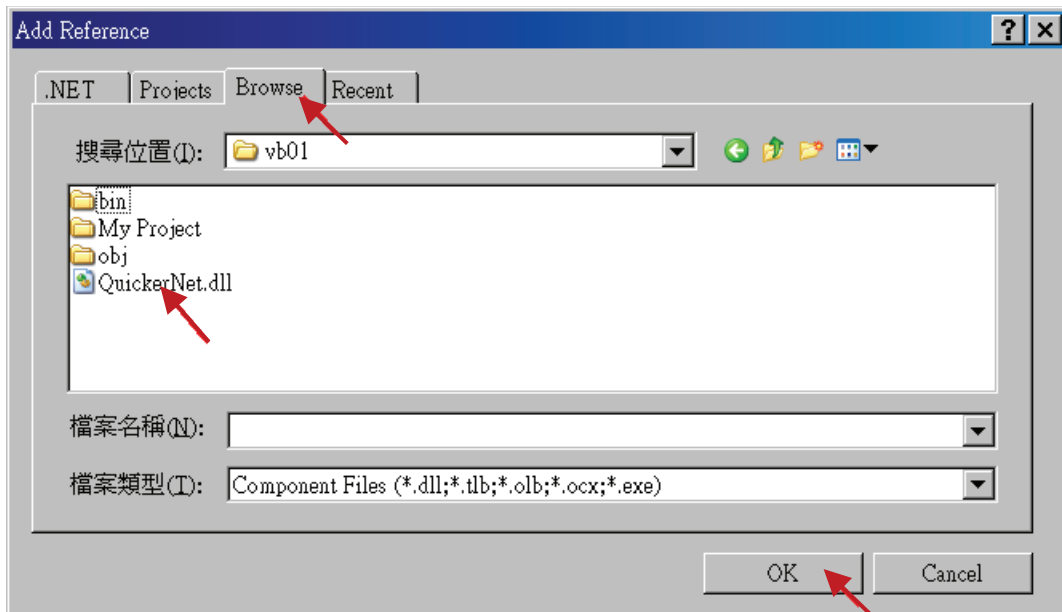 Add Reference
.NET Projects Browse Recent
搜尋位置(I): vb01
bin
My Project
obj
QuickerNet.dll
檔案名稱(N):
檔案類型(T): Component Files (*.dll;*.tlb;*.olb;*.ocx;*.exe)
OK Cancel